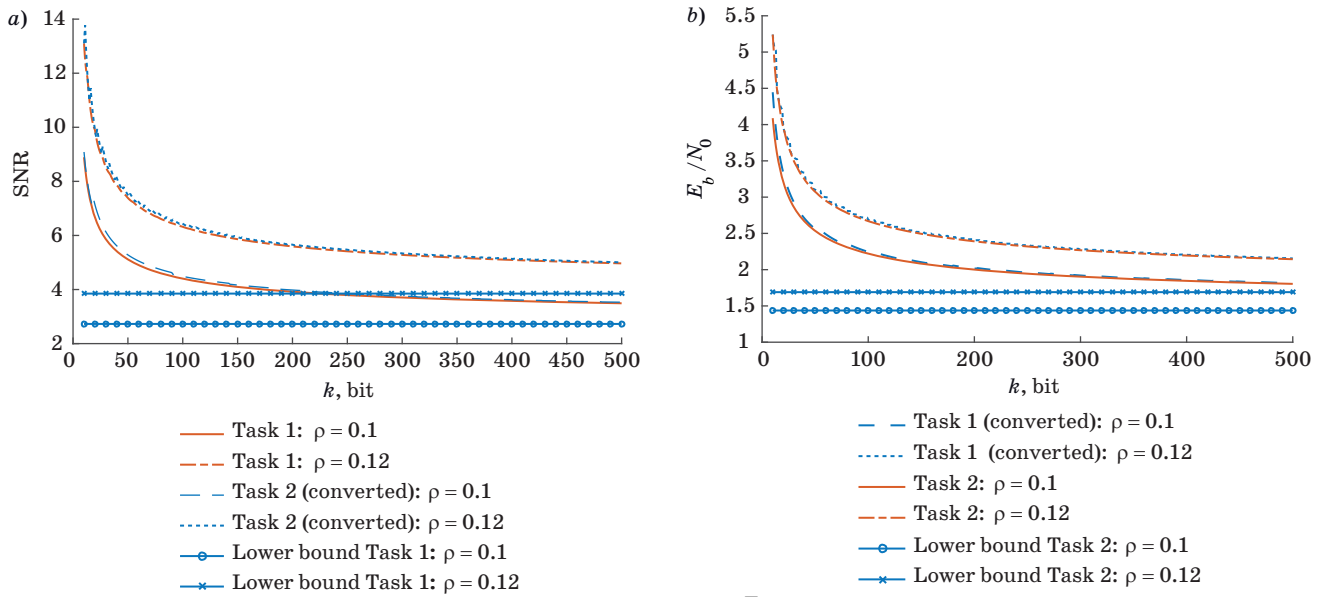 a)
14
12
10
8
6
4
2
SNR
0 50 100 150 200 250 300 350 400 450 500
k, bit
Task 1: ρ = 0.1
Task 1: ρ = 0.12
Task 2 (converted): ρ = 0.1
Task 2 (converted): ρ = 0.12
Lower bound Task 1: ρ = 0.1
Lower bound Task 1: ρ = 0.12
b)
5.5
5
4.5
4
3.5
3
2.5
2
1.5
1
E_b/N_0
0 100 200 300 400 500
k, bit
Task 1 (converted): ρ = 0.1
Task 1 (converted): ρ = 0.12
Task 2: ρ = 0.1
Task 2: ρ = 0.12
Lower bound Task 2: ρ = 0.1
Lower bound Task 2: ρ = 0.12